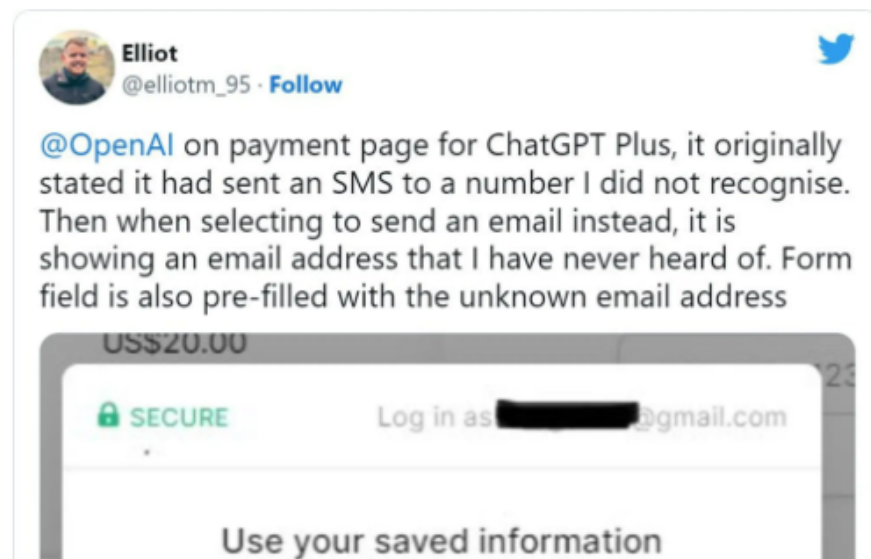 Elliot
@elliotm_95 · Follow
@OpenAI on payment page for ChatGPT Plus, it originally
stated it had sent an SMS to a number I did not recognise.
Then when selecting to send an email instead, it is
showing an email address that I have never heard of. Form
field is also pre-filled with the unknown email address
US$20.00
123
SECURE
Log in as @gmail.com
Use your saved information